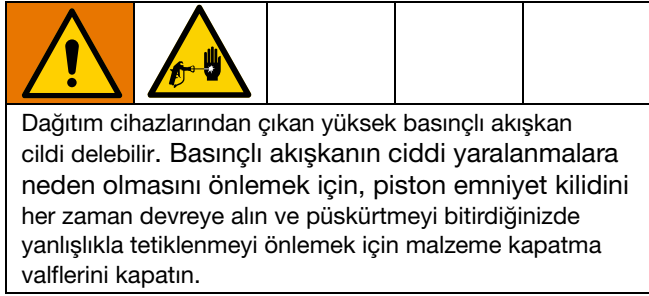 Dağıtım cihazlarından çıkan yüksek basınçlı akışkan
cildi delebilir. Basınçlı akışkanın ciddi yaralanmalara
neden olmasını önlemek için, piston emniyet kilidini
her zaman devreye alın ve püskürtmeyi bitirdiğinizde
yanlışlıkla tetiklenmeyi önlemek için malzeme kapatma
valflerini kapatın.